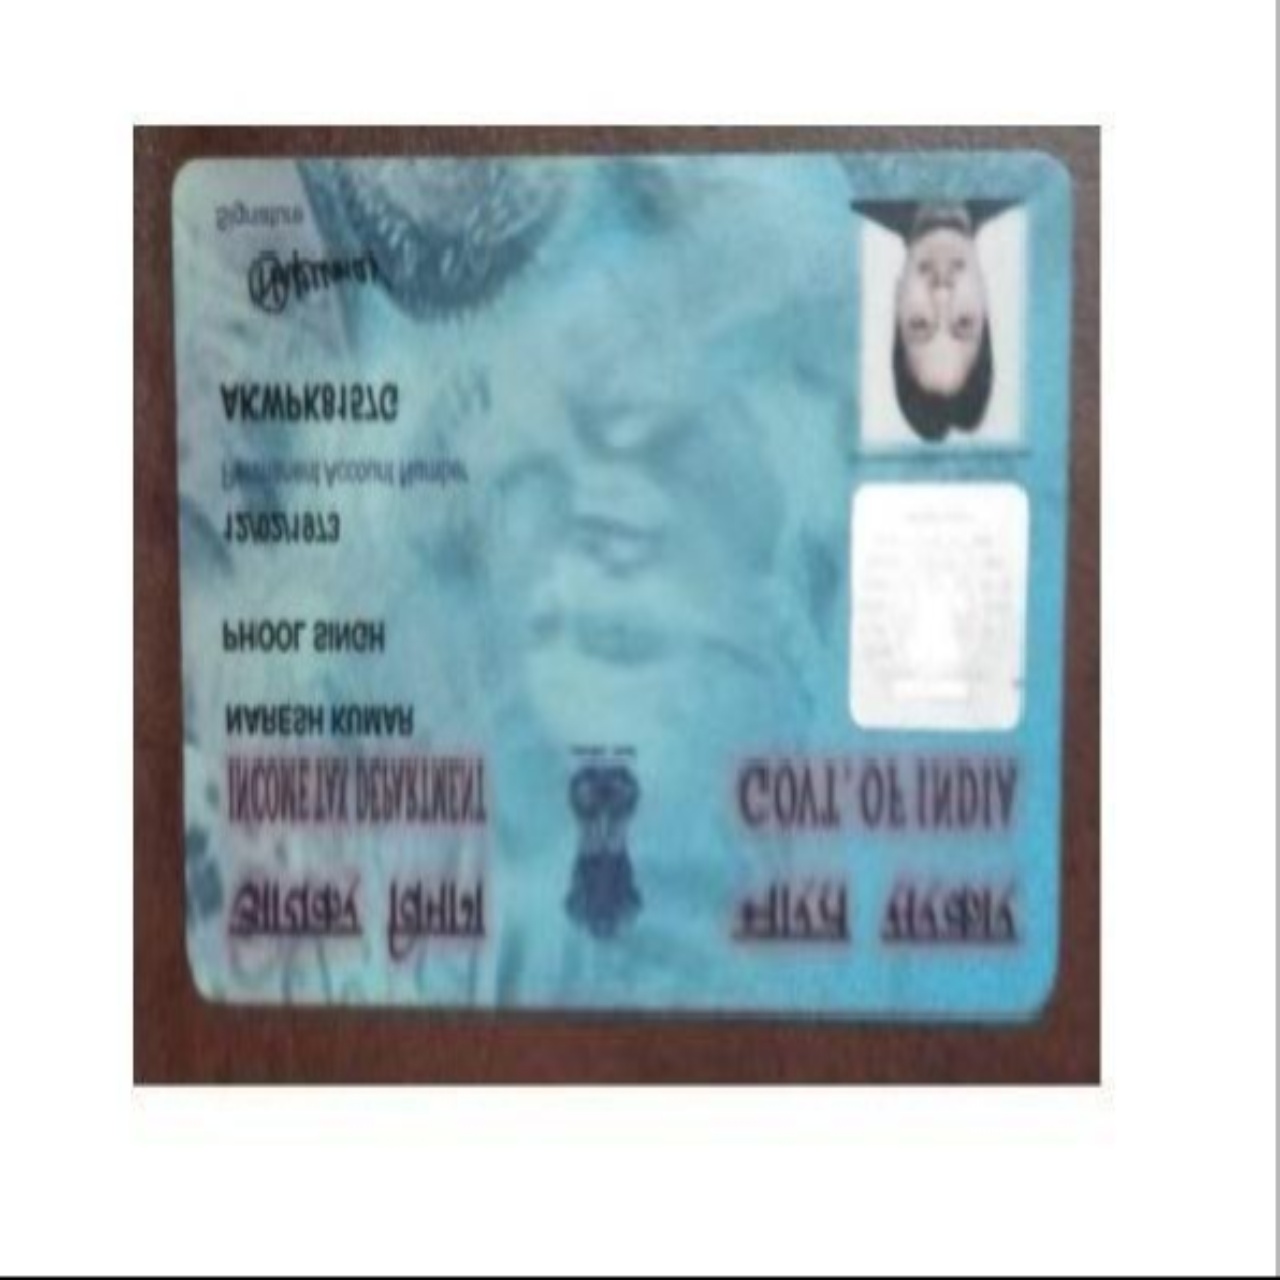 आयकर विभाग भारत सरकार
INCOME TAX DEPARTMENT GOVT. OF INDIA
NARESH KUMAR
PHOOL SINGH
12/02/1973
Permanent Account Number
AKWPK8157G
Signature